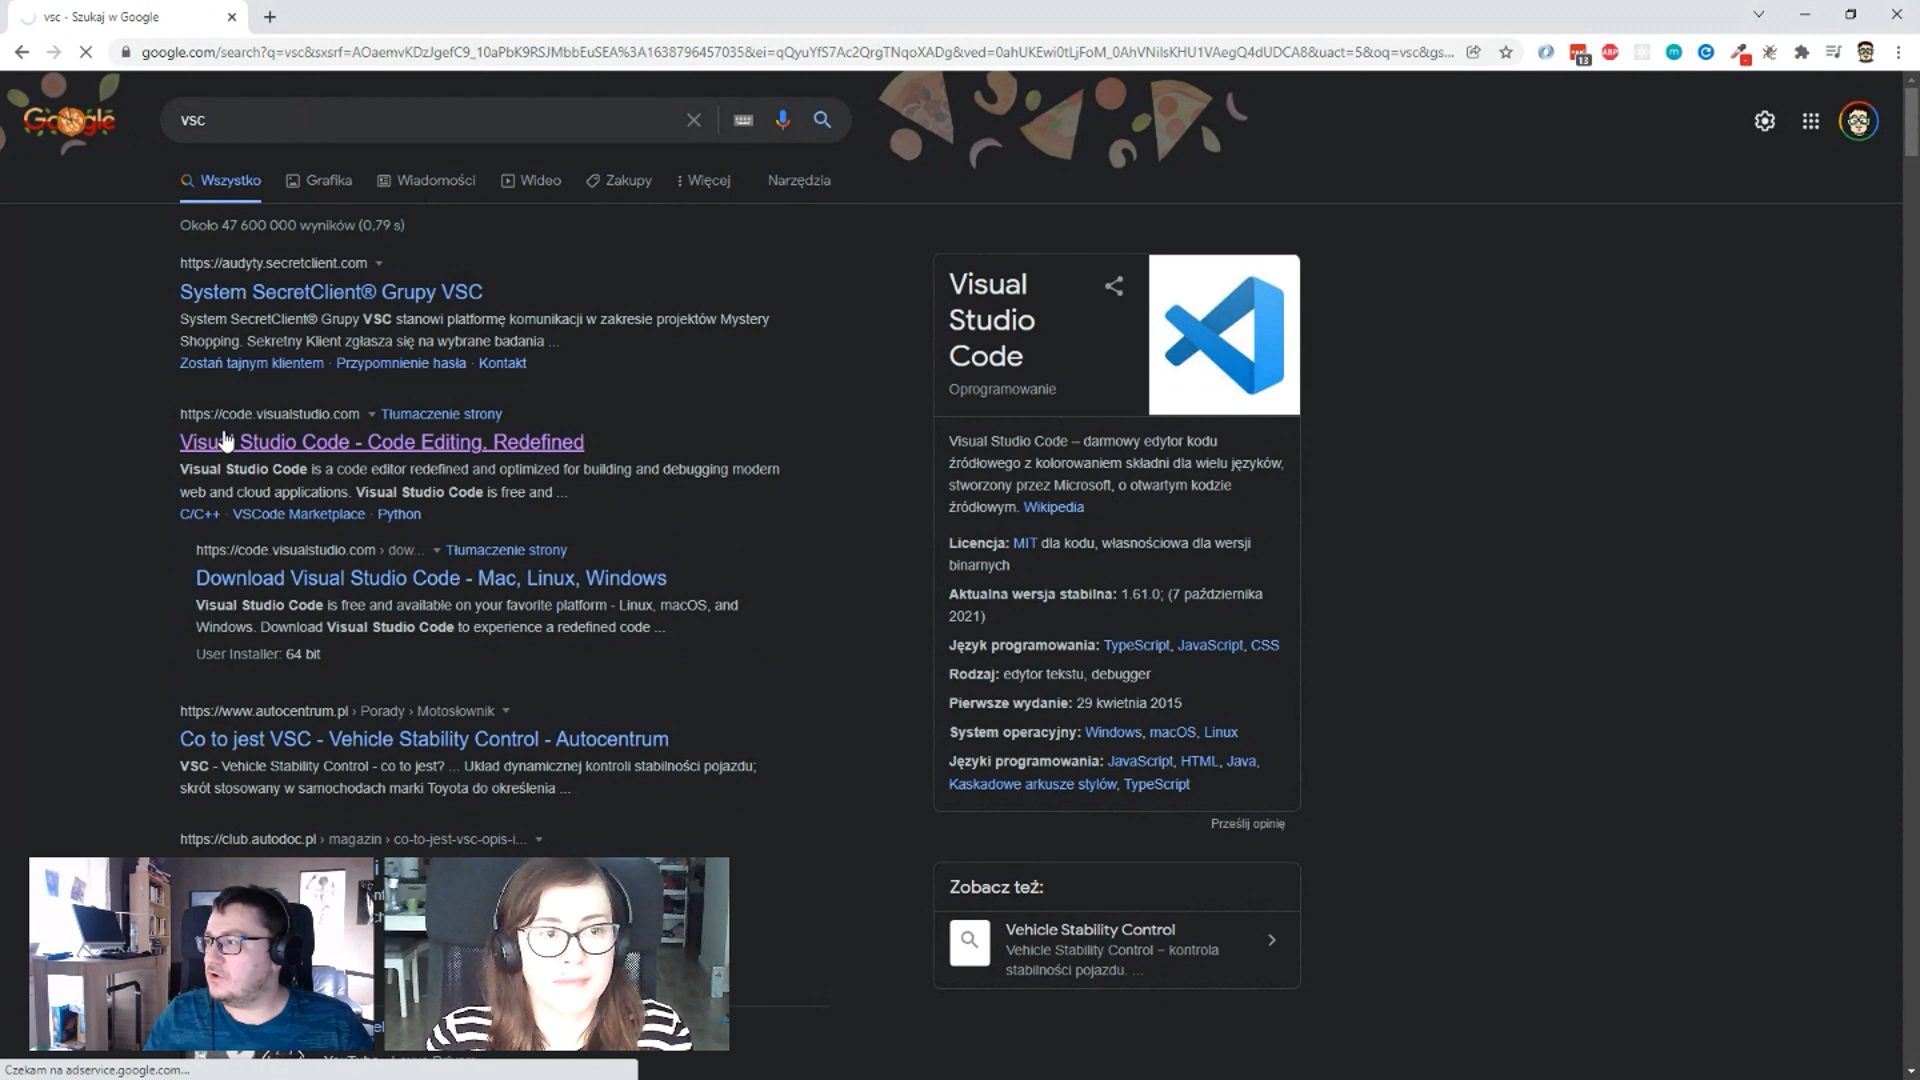 vsc - Szukaj w Google
google.com/search?q=vsc&sxsrf=AOaemvKDzJgefC9_10aPbK9RSJMbbEuSEA%3A1638796457035&ei=qQyuYfS7Ac2QrgTNqoXADg&ved=0ahUKEwi0tLjFoM_0AhVNilsKHU1VAegQ4dUDCA8&uact=5&oq=vsc&gs...
13
ABP
Google
vsc
Wszystko
Grafika
Wiadomości
Wideo
Zakupy
Więcej
Narzędzia
Około 47 600 000 wyników (0,79 s)
https://audyty.secretclient.com
System SecretClient® Grupy VSC
System SecretClient® Grupy VSC stanowi platformę komunikacji w zakresie projektów Mystery
Shopping. Sekretny Klient zgłasza się na wybrane badania ...
Zostań tajnym klientem · Przypomnienie hasła · Kontakt
https://code.visualstudio.com Tłumaczenie strony
Visual Studio Code - Code Editing. Redefined
Visual Studio Code is a code editor redefined and optimized for building and debugging modern
web and cloud applications. Visual Studio Code is free and ...
C/C++ · VSCode Marketplace · Python
https://code.visualstudio.com › dow... Tłumaczenie strony
Download Visual Studio Code - Mac, Linux, Windows
Visual Studio Code is free and available on your favorite platform - Linux, macOS, and
Windows. Download Visual Studio Code to experience a redefined code ...
User Installer: 64 bit
https://www.autocentrum.pl › Porady › Motosłownik
Co to jest VSC - Vehicle Stability Control - Autocentrum
VSC - Vehicle Stability Control - co to jest? ... Układ dynamicznej kontroli stabilności pojazdu;
skrót stosowany w samochodach marki Toyota do określenia ...
https://club.autodoc.pl › magazin › co-to-jest-vsc-opis-i...
Visual
Studio
Code
Oprogramowanie
Visual Studio Code – darmowy edytor kodu
źródłowego z kolorowaniem składni dla wielu języków,
stworzony przez Microsoft, o otwartym kodzie
źródłowym. Wikipedia
Licencja: MIT dla kodu, własnościowa dla wersji
binarnych
Aktualna wersja stabilna: 1.61.0; (7 października
2021)
Język programowania: TypeScript, JavaScript, CSS
Rodzaj: edytor tekstu, debugger
Pierwsze wydanie: 29 kwietnia 2015
System operacyjny: Windows, macOS, Linux
Języki programowania: JavaScript, HTML, Java,
Kaskadowe arkusze stylów, TypeScript
Prześlij opinię
Zobacz też:
Vehicle Stability Control
Vehicle Stability Control – kontrola
stabilności pojazdu. ...
Czekam na adservice.google.com...